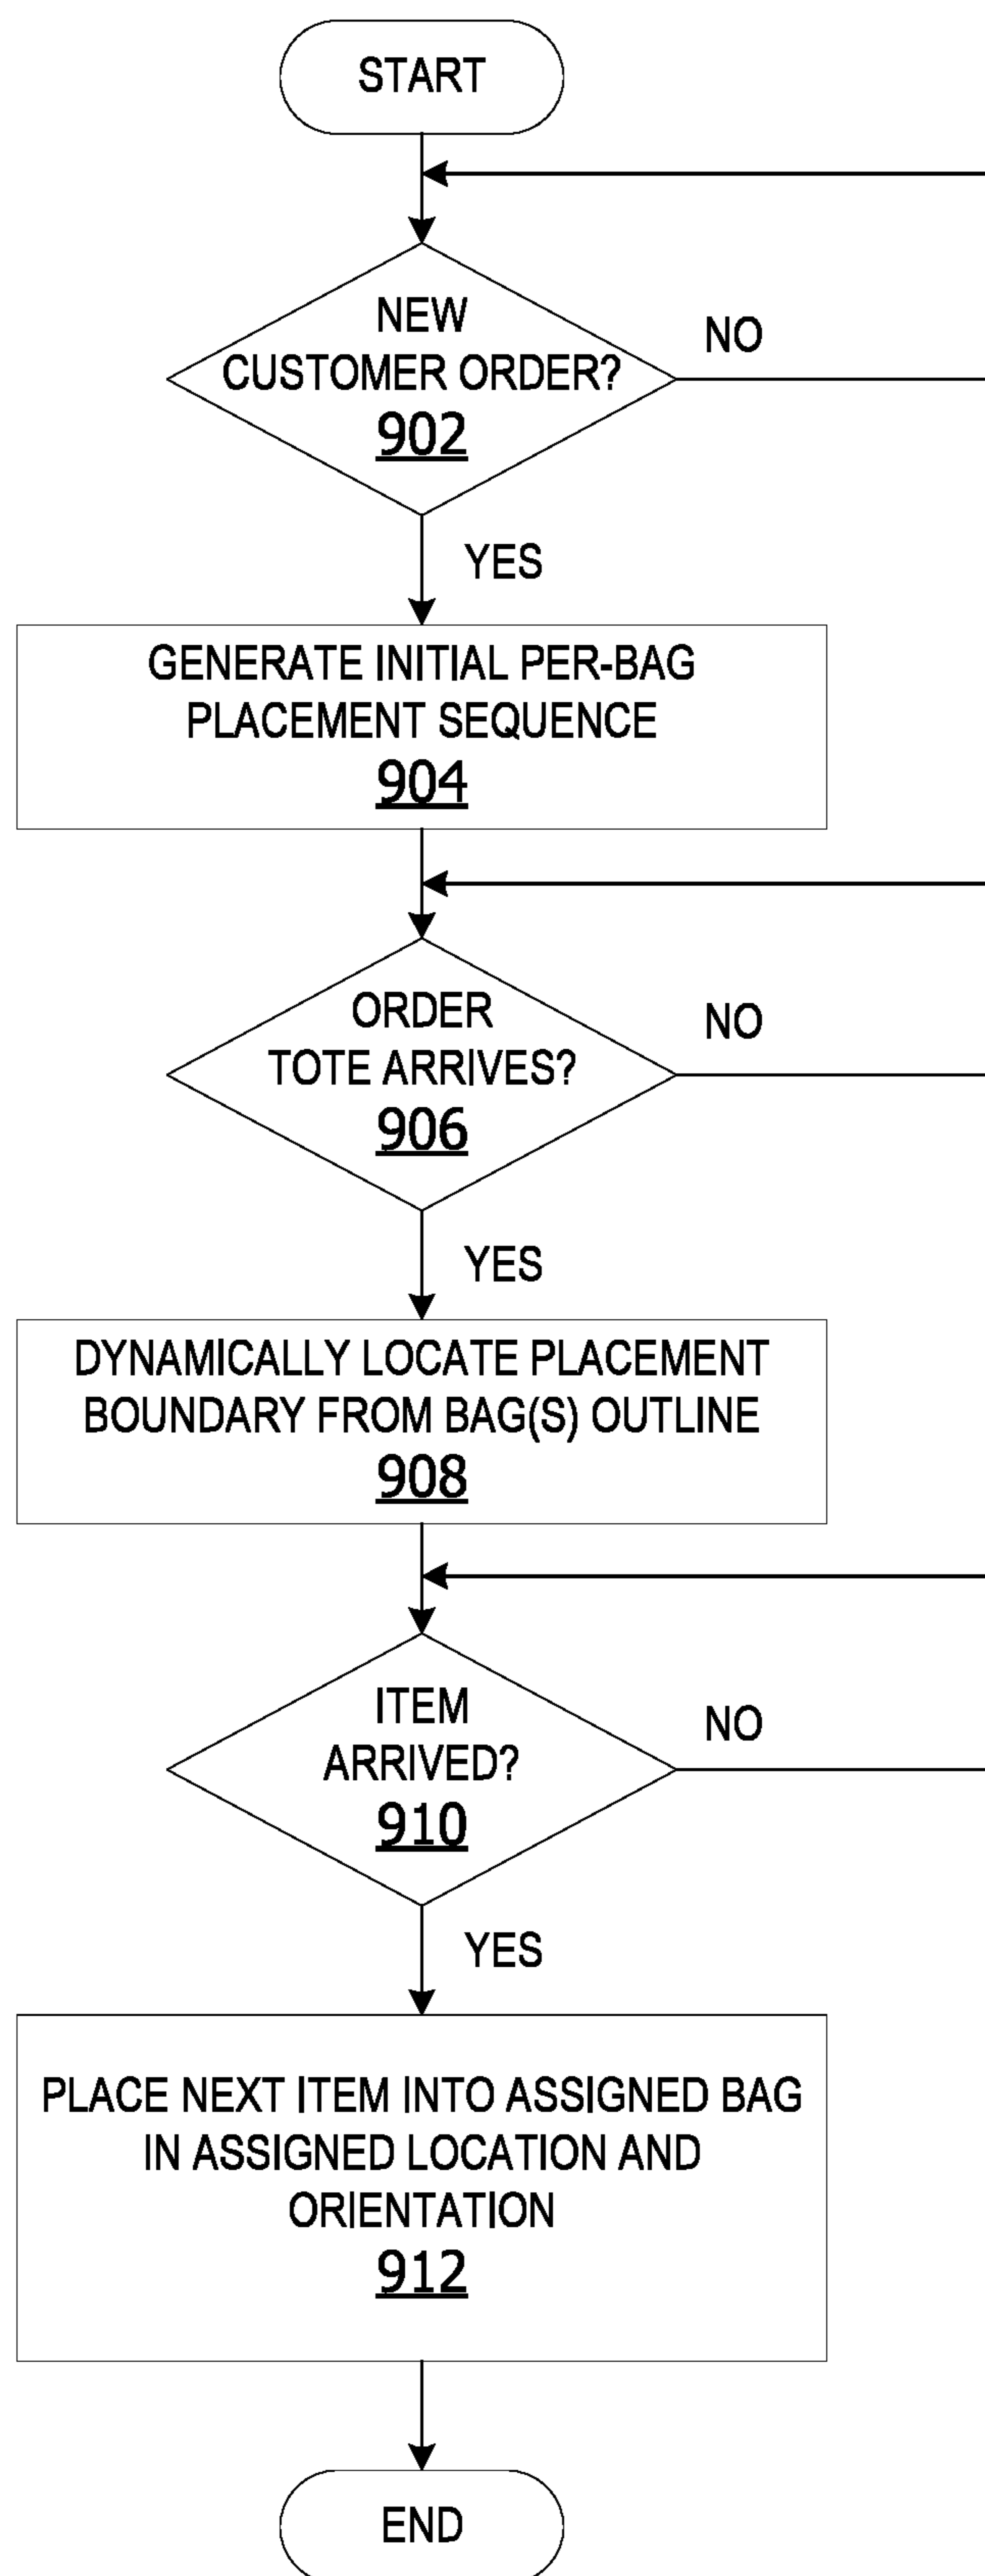 START
NEW
CUSTOMER ORDER?
902
NO
YES
GENERATE INITIAL PER-BAG
PLACEMENT SEQUENCE
904
ORDER
TOTE ARRIVES?
906
NO
YES
DYNAMICALLY LOCATE PLACEMENT
BOUNDARY FROM BAG(S) OUTLINE
908
ITEM
ARRIVED?
910
NO
YES
PLACE NEXT ITEM INTO ASSIGNED BAG
IN ASSIGNED LOCATION AND
ORIENTATION
912
END